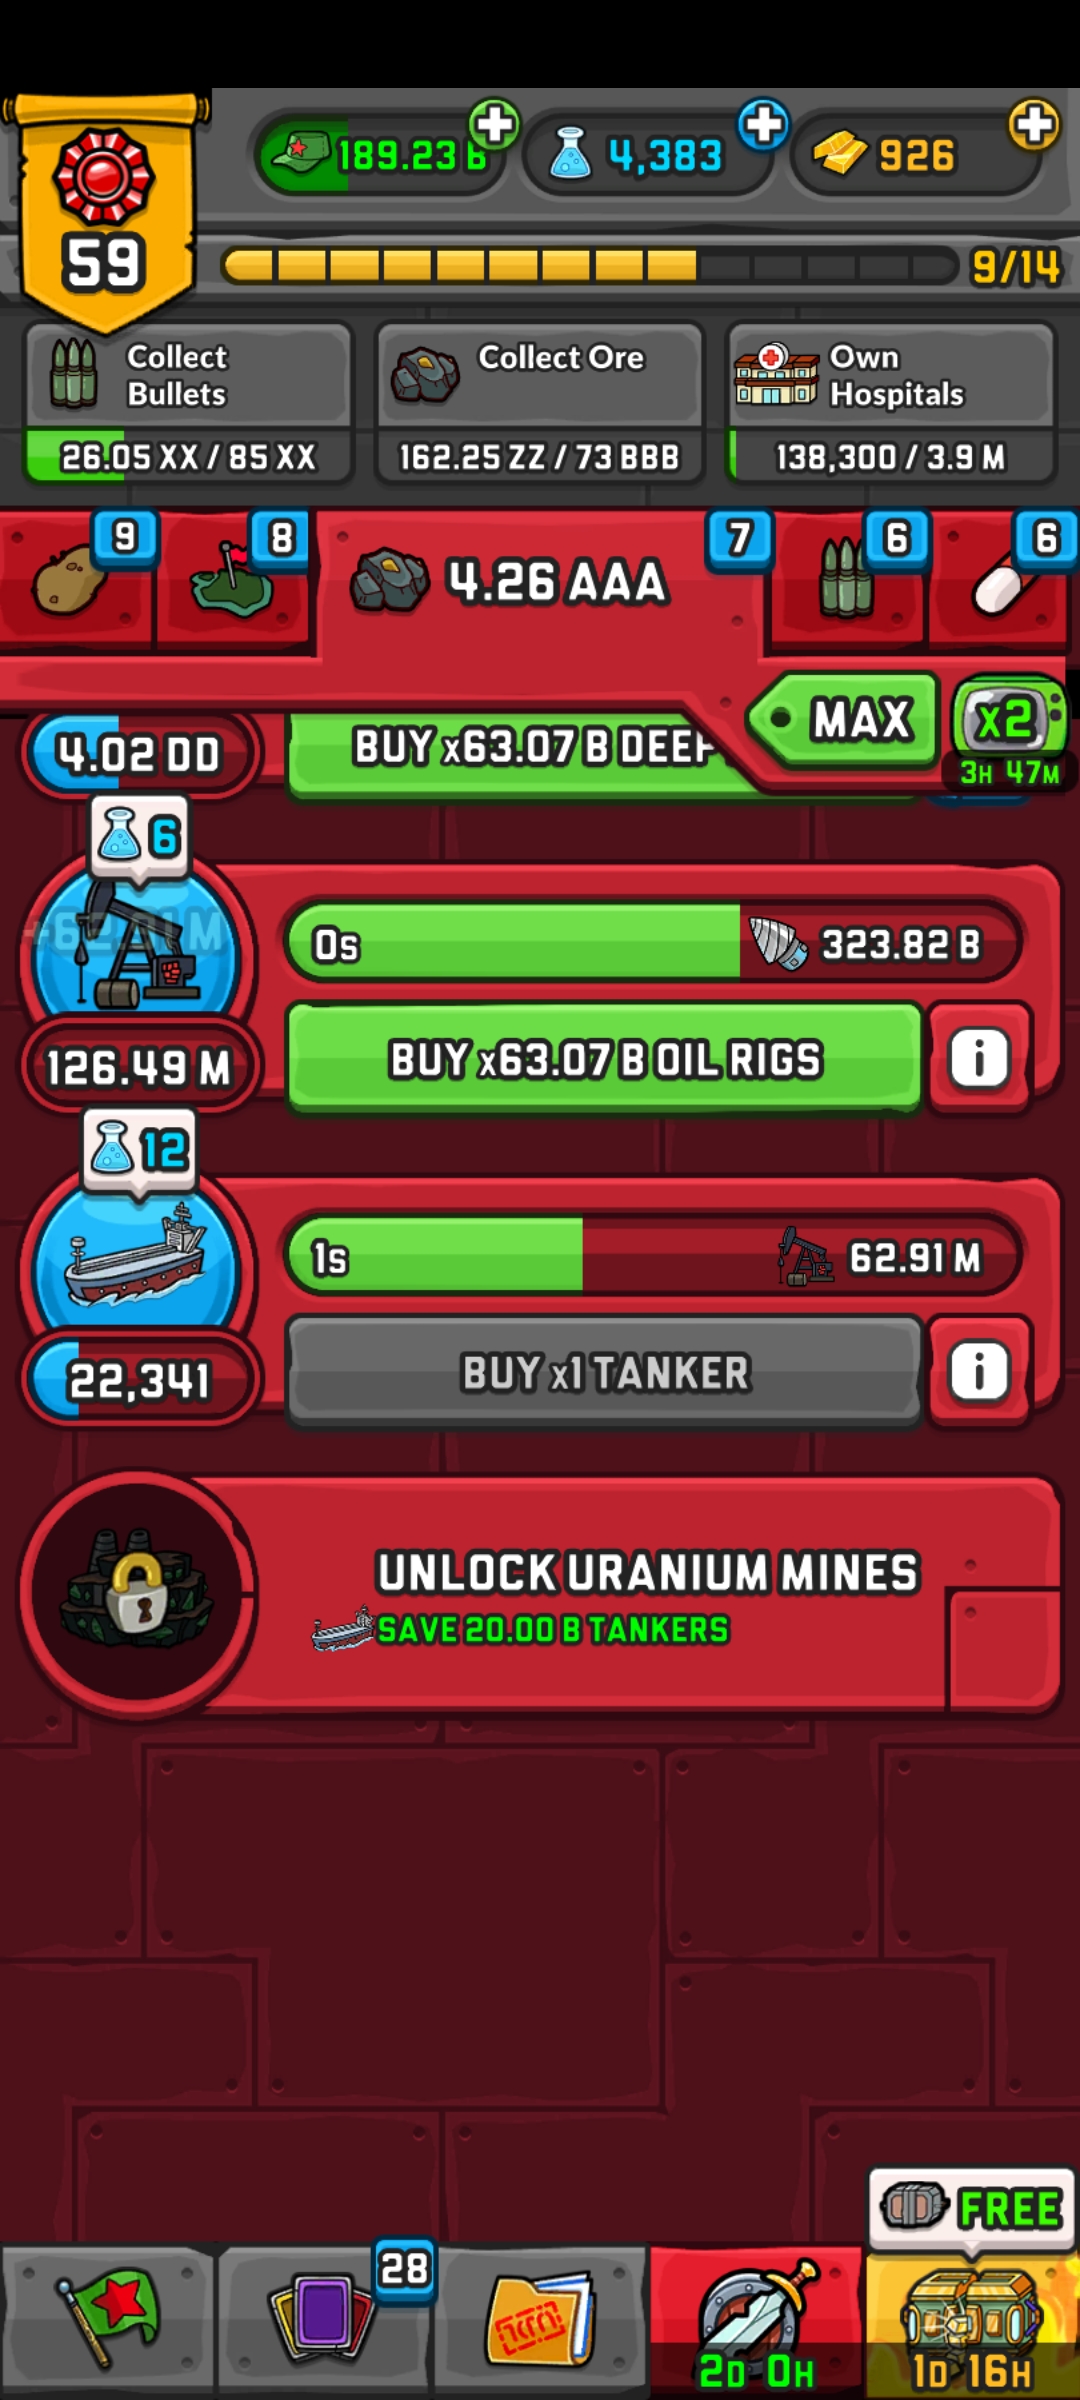 189.23 B
4,383
926
59
9/14
Collect
Bullets
26.05 XX / 85 XX
Collect Ore
162.25 ZZ / 73 BBB
Own
Hospitals
138,300 / 3.9 M
9
8
4.26 AAA
7
6
6
MAX
x2
3H 47M
4.02 DD
BUY x63.07 B DEEP
6
+62.91 M
0s
323.82 B
126.49 M
BUY x63.07 B OIL RIGS
i
12
1s
62.91 M
22,341
BUY x1 TANKER
i
UNLOCK URANIUM MINES
SAVE 20.00 B TANKERS
FREE
28
2D 0H
1D 16H